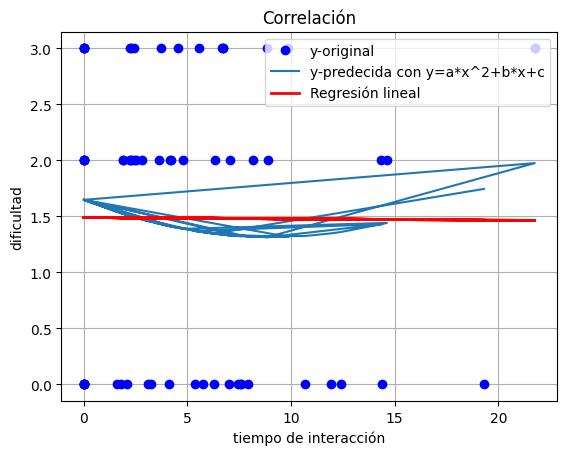 Correlación
y-original
y-predecida con y=a*x^2+b*x+c
Regresión lineal
dificultad
3.0
2.5
2.0
1.5
1.0
0.5
0.0
0 5 10 15 20
tiempo de interacción